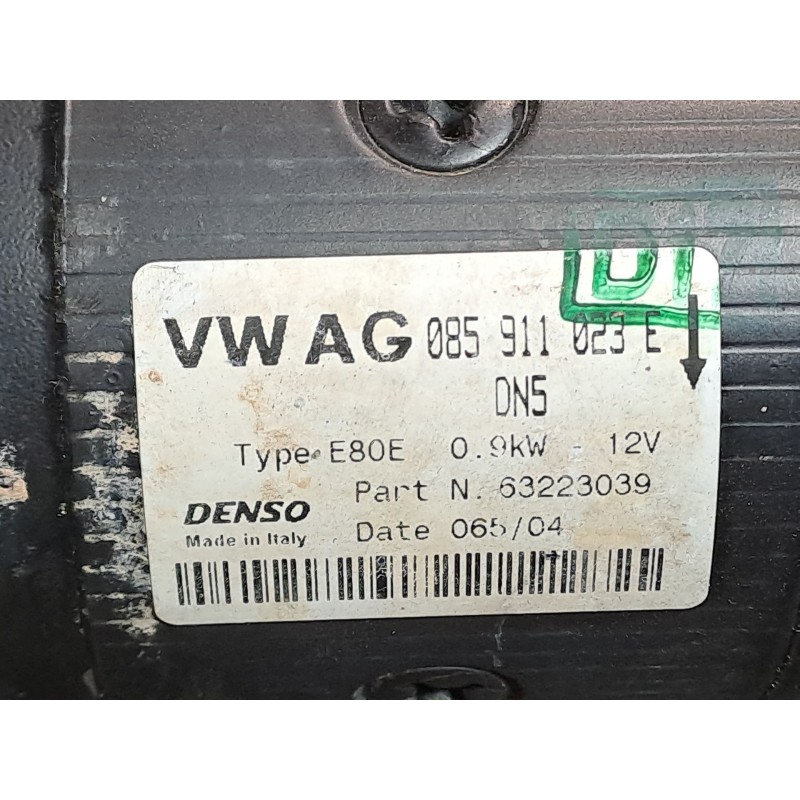 VW AG 085 911 023 E
DN5
Type E80E 0.9kW - 12V
Part N. 63223039
DENSO
Made in Italy
Date 065/04